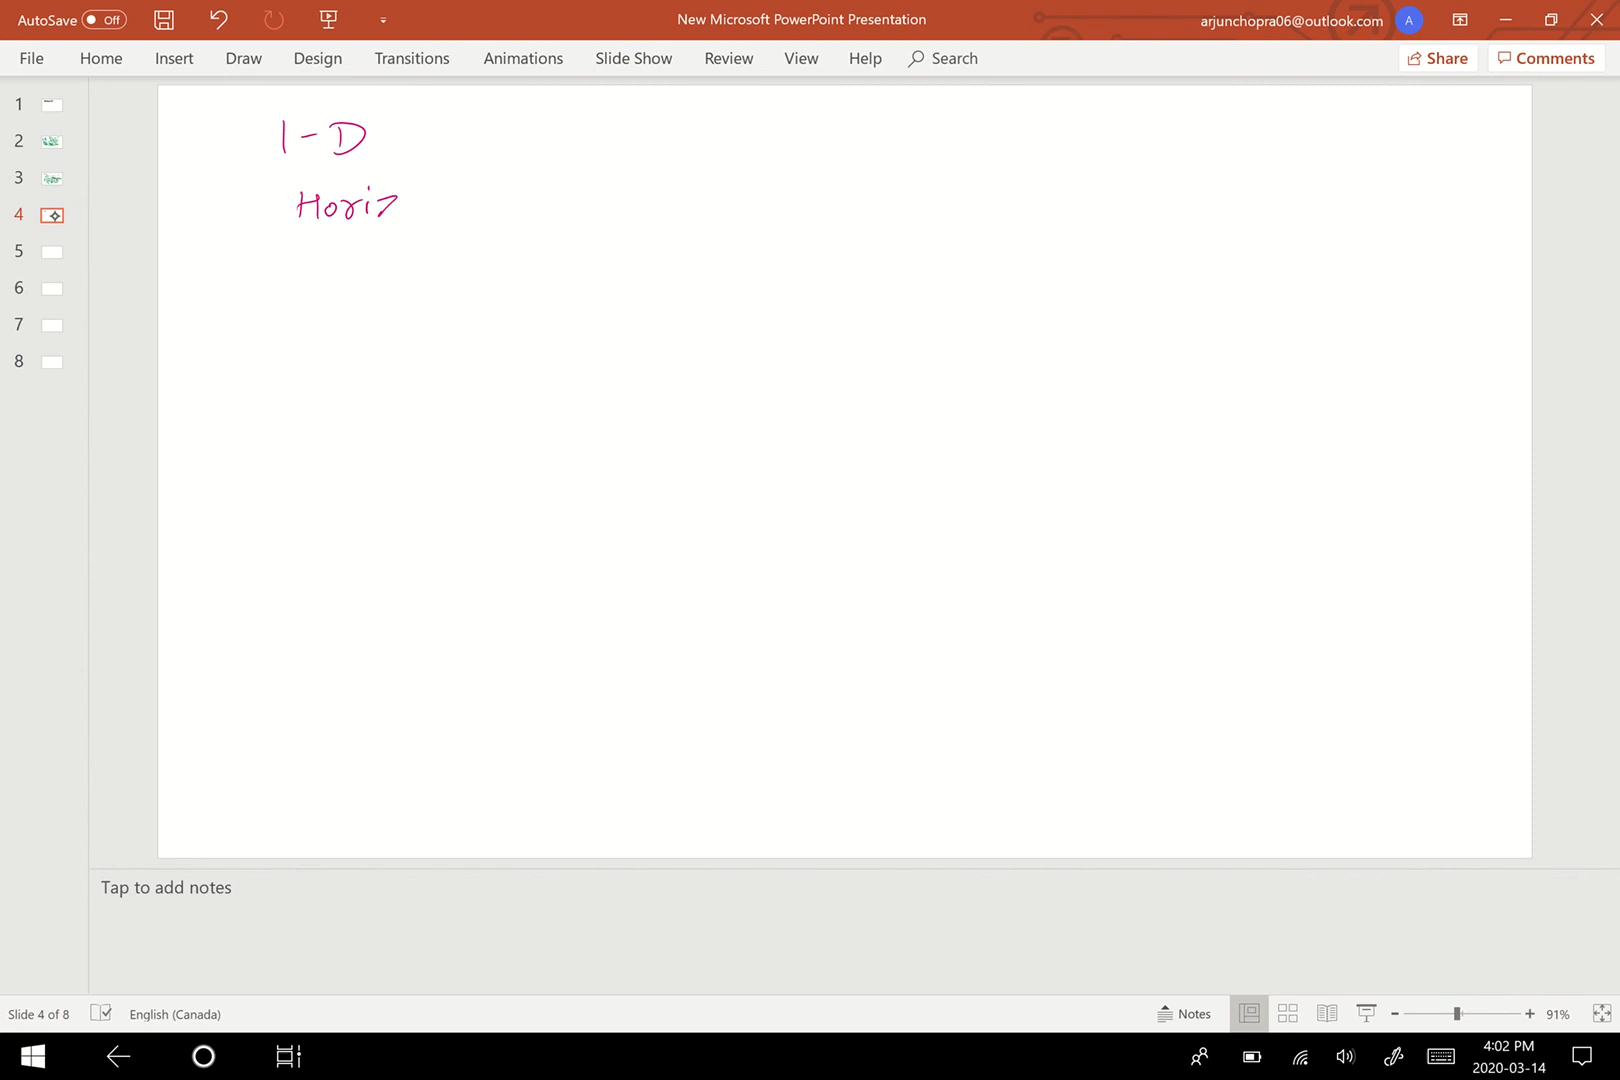 AutoSave Off
New Microsoft PowerPoint Presentation
arjunchopra06@outlook.com A
File Home Insert Draw Design Transitions Animations Slide Show Review View Help Search Share Comments
1
2
3
4
5
6
7
8
1-D
Horiz
Tap to add notes
Slide 4 of 8 English (Canada) Notes 91%
4:02 PM
2020-03-14